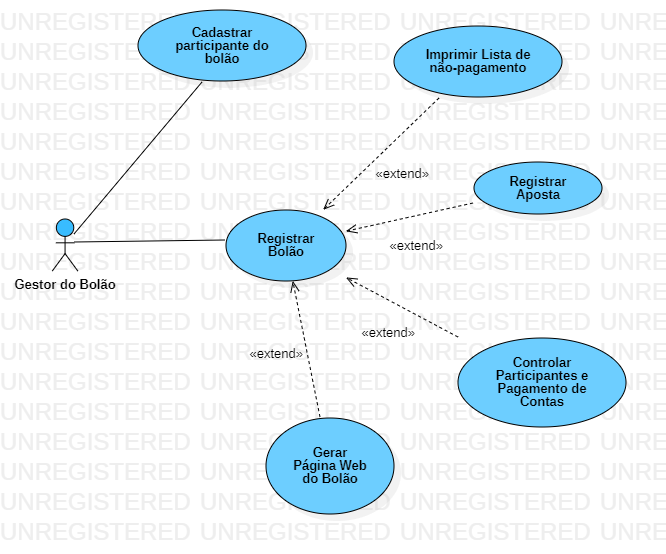 Cadastrar
participante do
bolão
Imprimir Lista de
não-pagamento
«extend»
Registrar
Aposta
Registrar
Bolão
«extend»
Gestor do Bolão
«extend»
«extend»
Controlar
Participantes e
Pagamento de
Contas
Gerar
Página Web
do Bolão
UNREGISTERED